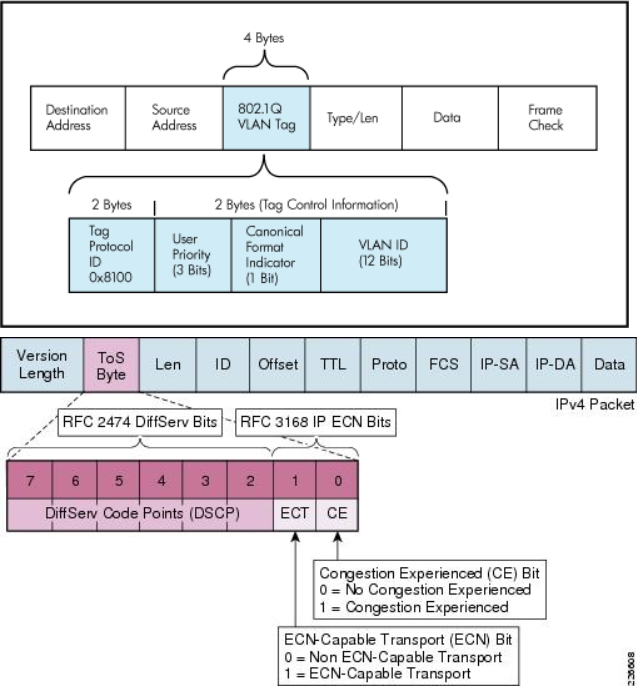 4 Bytes
Destination
Address
Source
Address
802.1Q
VLAN Tag
Type/Len
Data
Frame
Check
2 Bytes
2 Bytes (Tag Control Information)
Tag
Protocol
ID
0x8100
User
Priority
(3 Bits)
Canonical
Format
Indicator
(1 Bit)
VLAN ID
(12 Bits)
Version
Length
ToS
Byte
Len
ID
Offset
TTL
Proto
FCS
IP-SA
IP-DA
Data
IPv4 Packet
RFC 2474 DiffServ Bits
RFC 3168 IP ECN Bits
7
6
5
4
3
2
1
0
DiffServ Code Points (DSCP)
ECT
CE
Congestion Experienced (CE) Bit
0 = No Congestion Experienced
1 = Congestion Experienced
ECN-Capable Transport (ECN) Bit
0 = Non ECN-Capable Transport
1 = ECN-Capable Transport
226608